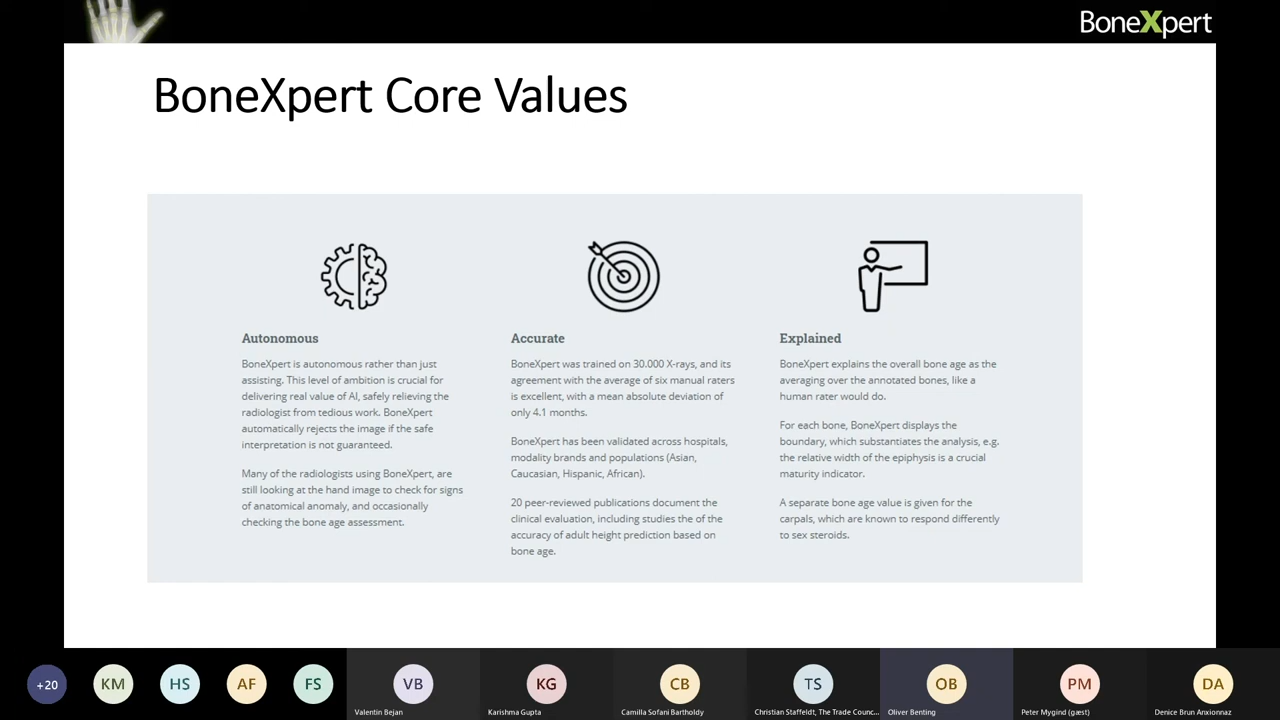 BoneXpert
BoneXpert Core Values
Autonomous
BoneXpert is autonomous rather than just
assisting. This level of ambition is crucial for
delivering real value of AI, safely relieving the
radiologist from tedious work. BoneXpert
automatically rejects the image if the safe
interpretation is not guaranteed.
Many of the radiologists using BoneXpert, are
still looking at the hand image to check for signs
of anatomical anomaly, and occasionally
checking the bone age assessment.
Accurate
BoneXpert was trained on 30.000 X-rays, and its
agreement with the average of six manual raters
is excellent, with a mean absolute deviation of
only 4.1 months.
BoneXpert has been validated across hospitals,
modality brands and populations (Asian,
Caucasian, Hispanic, African).
20 peer-reviewed publications document the
clinical evaluation, including studies the of the
accuracy of adult height prediction based on
bone age.
Explained
BoneXpert explains the overall bone age as the
averaging over the annotated bones, like a
human rater would do.
For each bone, BoneXpert displays the
boundary, which substantiates the analysis, e.g.
the relative width of the epiphysis is a crucial
maturity indicator.
A separate bone age value is given for the
carpals, which are known to respond differently
to sex steroids.
+20
KM
HS
AF
FS
VB
Valentin Bejan
KG
Karishma Gupta
CB
Camilla Sofani Bartholdy
TS
Christian Staffeldt, The Trade Counc...
OB
Oliver Benting
PM
Peter Mygind (gæst)
DA
Denice Brun Anxionnaz